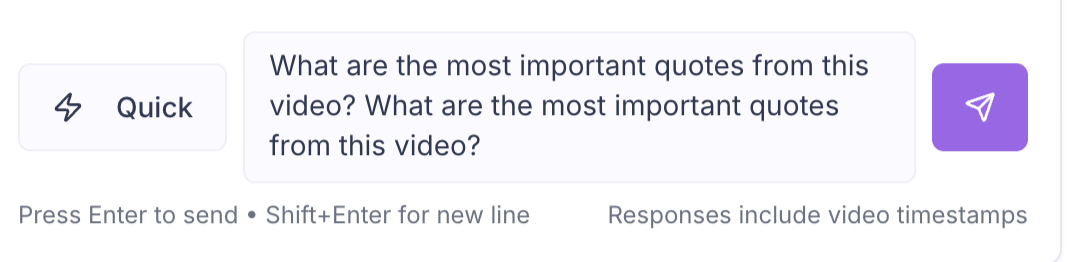 Quick
What are the most important quotes from this
video? What are the most important quotes
from this video?
Press Enter to send • Shift+Enter for new line
Responses include video timestamps